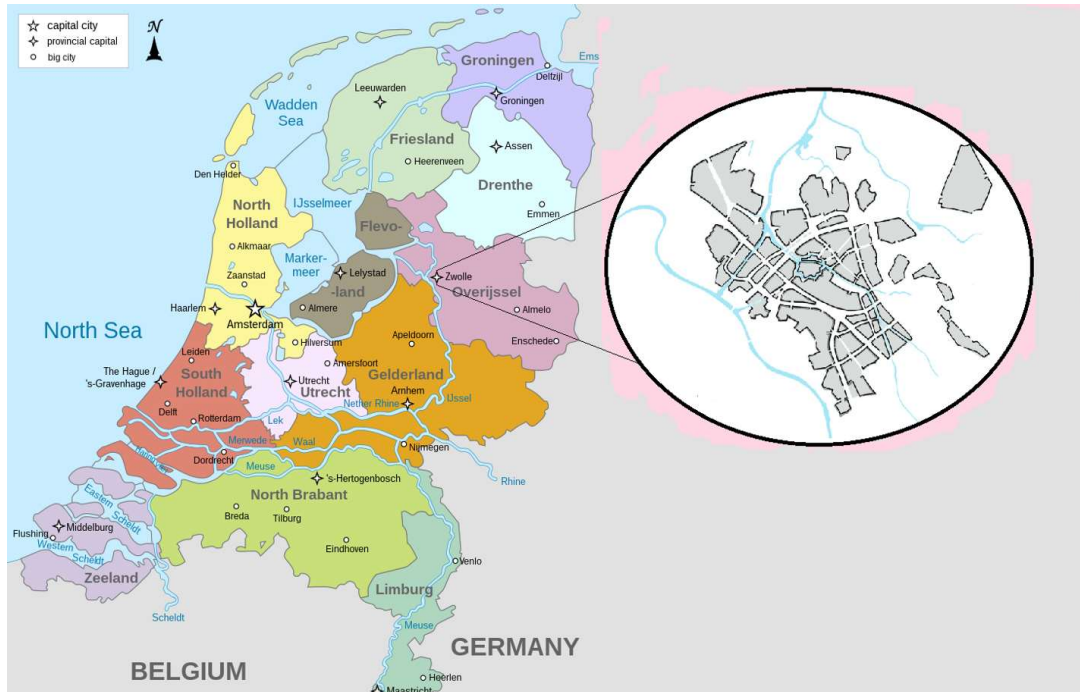 capital city
provincial capital
big city
N
Groningen
Delfzijl
Ems
Leeuwarden
Groningen
Wadden
Sea
Friesland
Assen
Heerenveen
Den Helder
Drenthe
North
Holland
IJsselmeer
Emmen
Flevo-
Alkmaar
Marker-
meer
Zaanstad
Lelystad
Zwolle
-land
Overijssel
Haarlem
Almere
Almelo
Amsterdam
North Sea
Hilversum
Apeldoorn
Enschede
Leiden
Amersfoort
The Hague /
's-Gravenhage
South
Holland
Utrecht
Utrecht
Gelderland
Arnhem
Nether Rhine
IJssel
Delft
Rotterdam
Lek
Merwede
Waal
Nijmegen
Dordrecht
Meuse
Rhine
's-Hertogenbosch
North Brabant
Eastern
Scheldt
Breda
Tilburg
Middelburg
Flushing
Western
Scheldt
Eindhoven
Venlo
Zeeland
Limburg
Scheldt
Meuse
GERMANY
BELGIUM
Heerlen
Maastricht